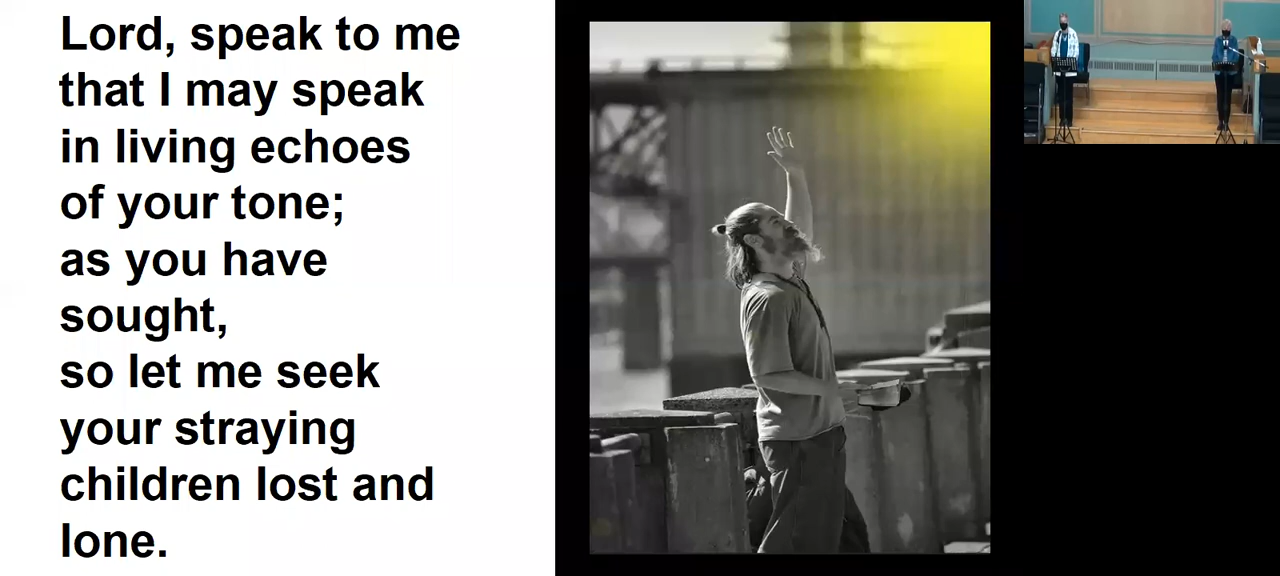 Lord, speak to me
that I may speak
in living echoes
of your tone;
as you have
sought,
so let me seek
your straying
children lost and
lone.